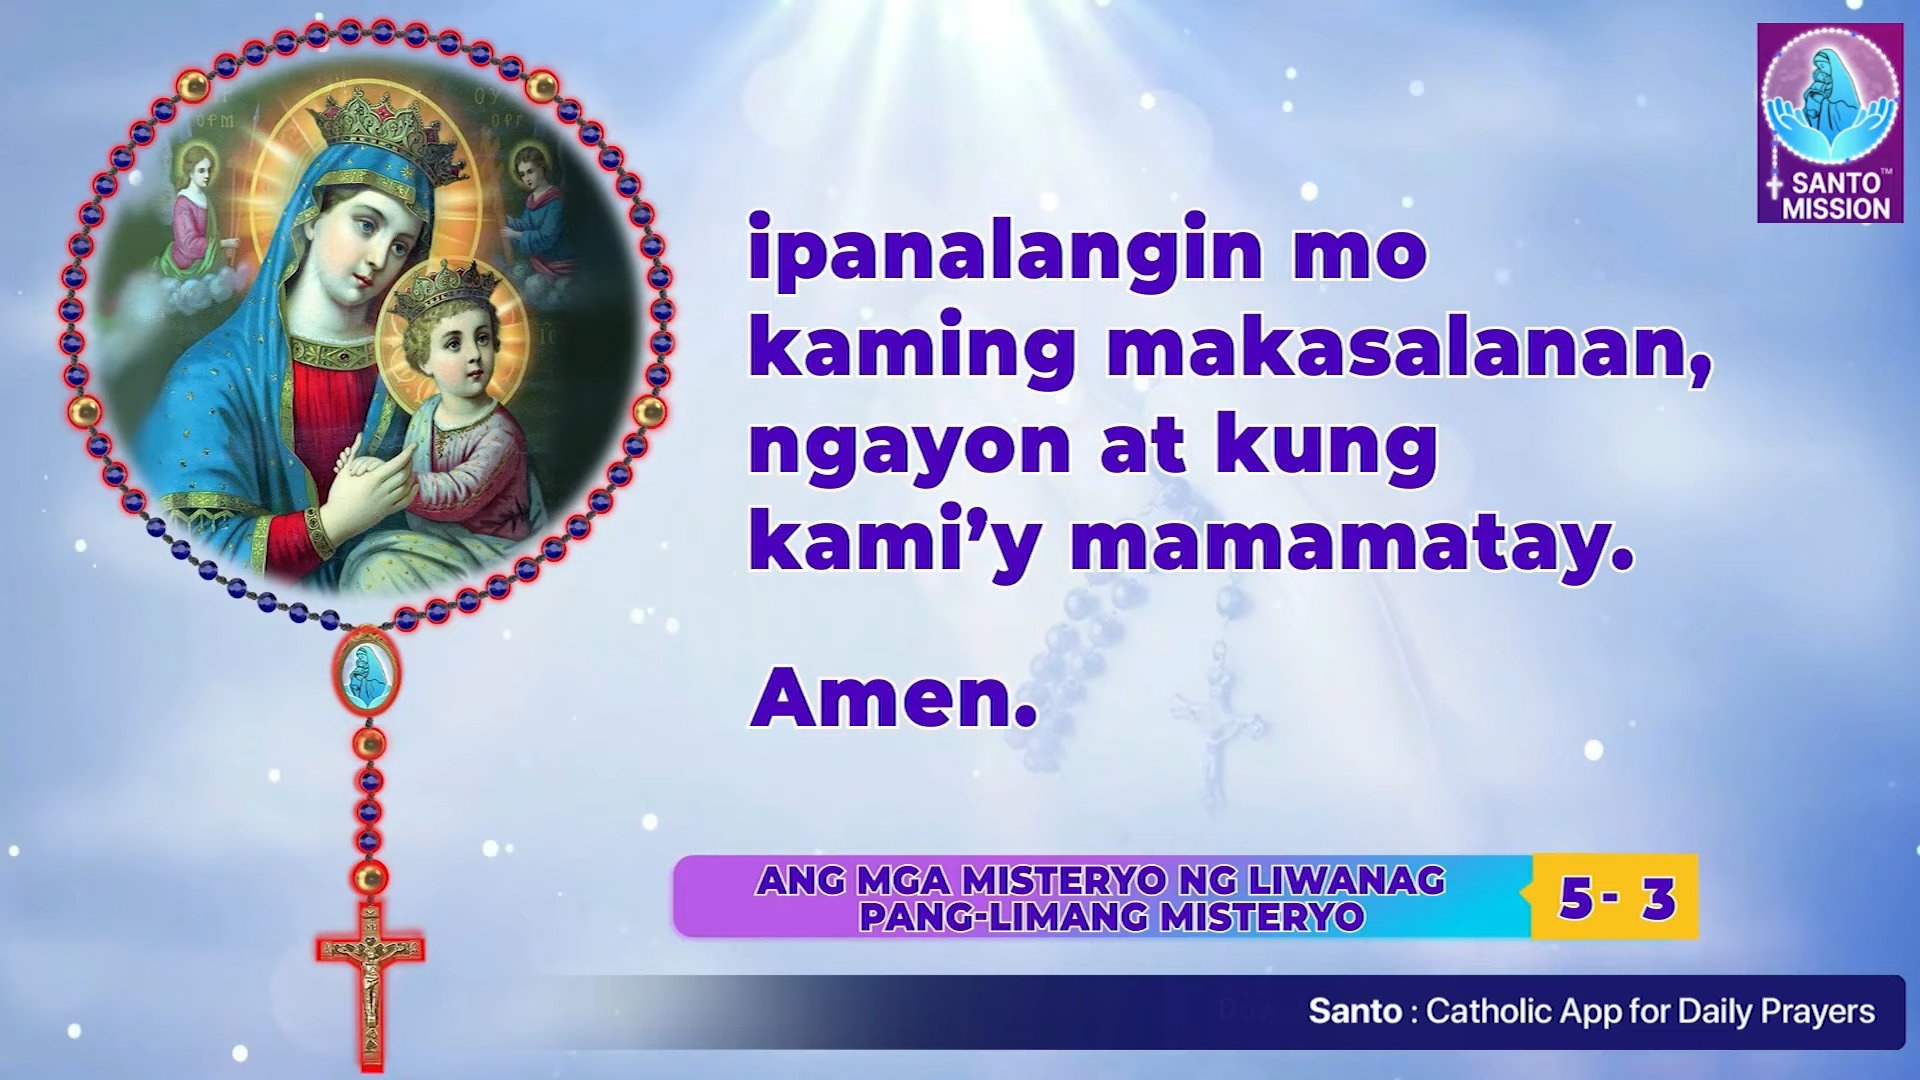 SANTO™
MISSION
ipanalangin mo
kaming makasalanan,
ngayon at kung
kami’y mamamatay.
Amen.
ANG MGA MISTERYO NG LIWANAG
PANG-LIMANG MISTERYO
5- 3
Santo : Catholic App for Daily Prayers